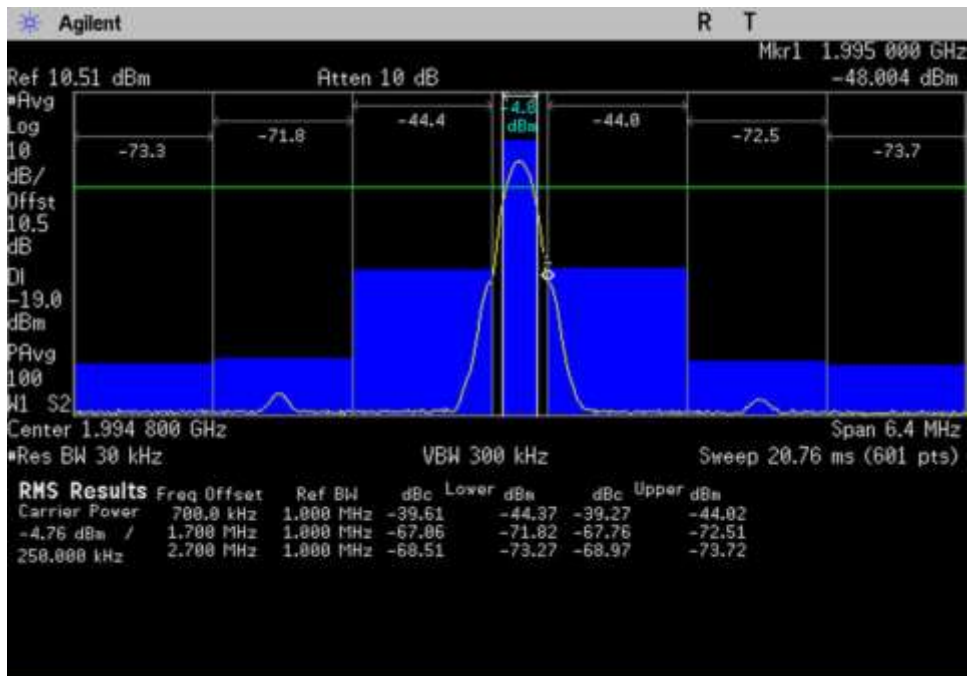 Agilent R T
Mkr1 1.995 000 GHz
Ref 10.51 dBm Atten 10 dB -48.004 dBm
#Avg
Log
10
dB/
Offst
10.5
dB
DI
-19.0
dBm
PAvg
100
W1 S2
-73.3 -71.8 -44.4 -4.8 dBm -44.0 -72.5 -73.7
Center 1.994 800 GHz Span 6.4 MHz
#Res BW 30 kHz VBW 300 kHz Sweep 20.76 ms (601 pts)
RMS Results Freq Offset Ref BW dBc Lower dBm dBc Upper dBm
Carrier Power 700.0 kHz 1.000 MHz -39.61 -44.37 -39.27 -44.02
-4.76 dBm / 1.700 MHz 1.000 MHz -67.06 -71.82 -67.76 -72.51
250.000 kHz 2.700 MHz 1.000 MHz -68.51 -73.27 -68.97 -73.72